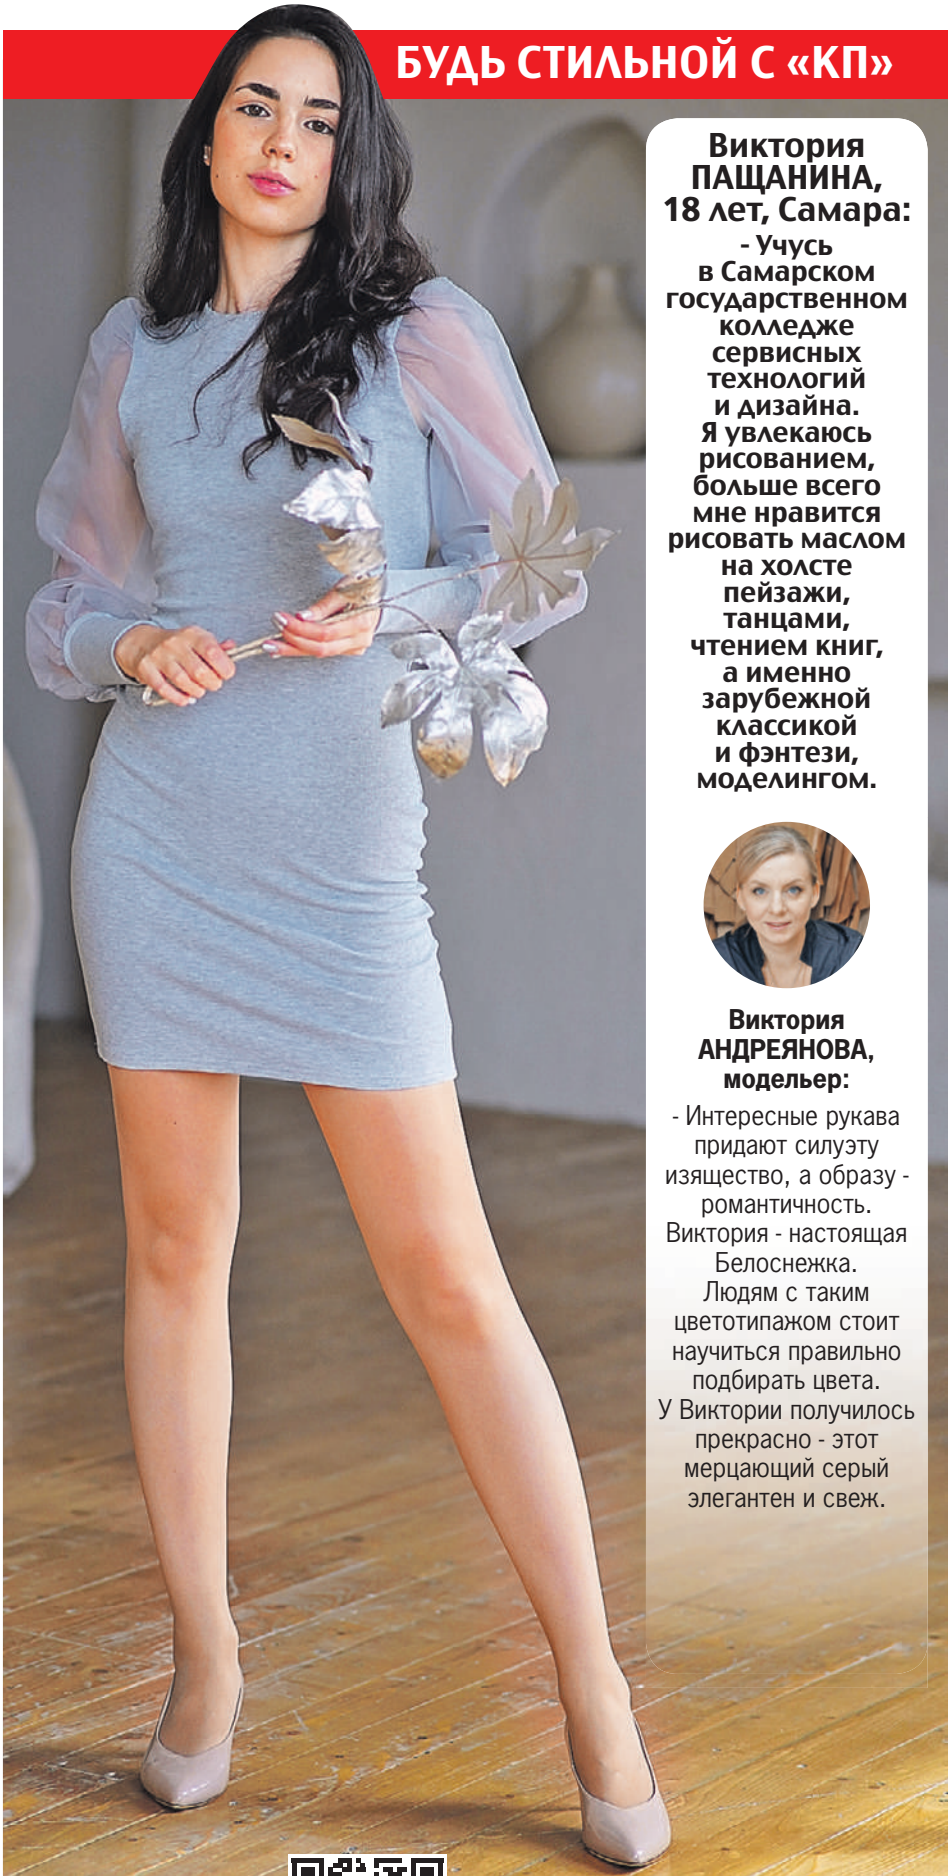 БУДЬ СТИЛЬНОЙ С «КП»
Виктория
ПАЩАНИНА,
18 лет, Самара:
- Учусь
в Самарском
государственном
колледже
сервисных
технологий
и дизайна.
Я увлекаюсь
рисованием,
больше всего
мне нравится
рисовать маслом
на холсте
пейзажи,
танцами,
чтением книг,
а именно
зарубежной
классикой
и фэнтези,
моделингом.
Виктория
АНДРЕЯНОВА,
модельер:
- Интересные рукава
придают силуэту
изящество, а образу -
романтичность.
Виктория - настоящая
Белоснежка.
Людям с таким
цветотипажом стоит
научиться правильно
подбирать цвета.
У Виктории получилось
прекрасно - этот
мерцающий серый
элегантен и свеж.